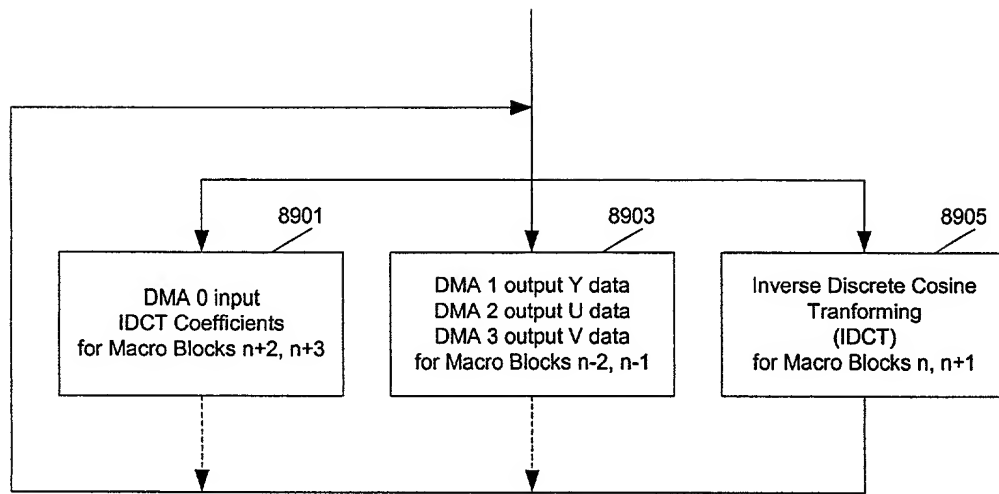 8901
8903
8905
DMA 0 input
IDCT Coefficients
for Macro Blocks n+2, n+3
DMA 1 output Y data
DMA 2 output U data
DMA 3 output V data
for Macro Blocks n-2, n-1
Inverse Discrete Cosine
Tranforming
(IDCT)
for Macro Blocks n, n+1